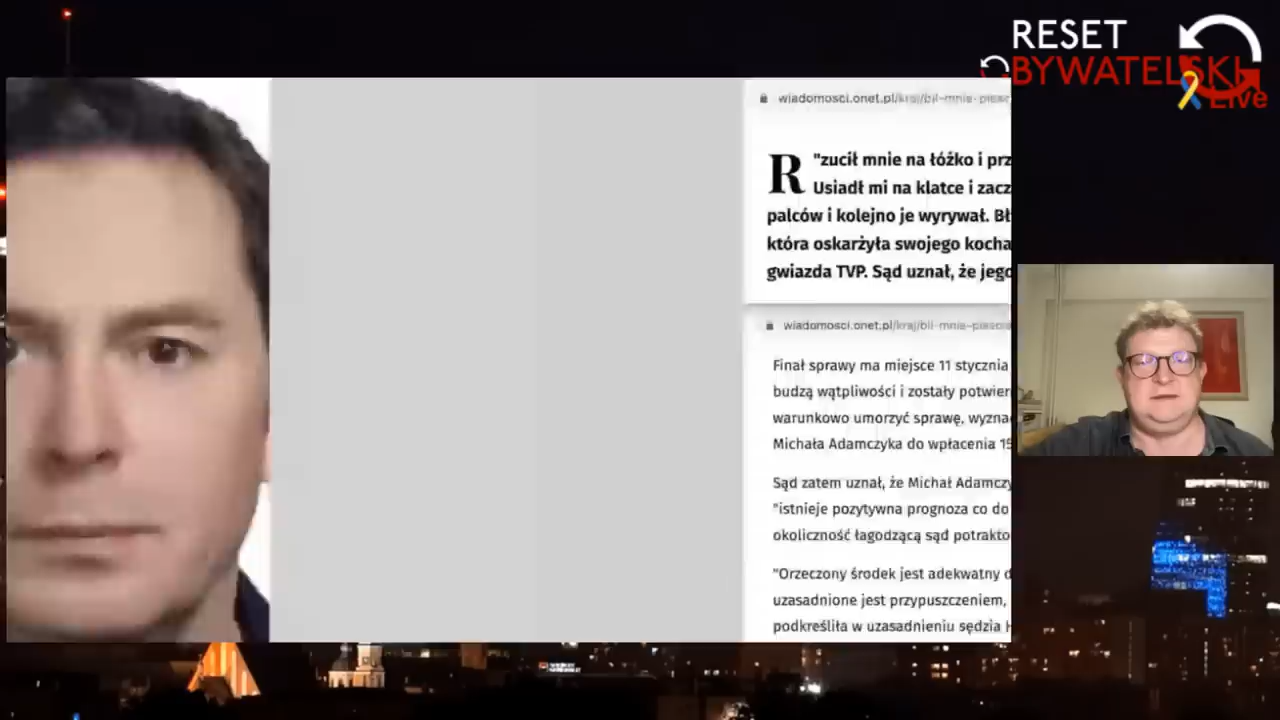 RESET
OBYWATELSKI
Live
wiadomosci.onet.pl/kraj/bil-mnie-piesc
R "zucił mnie na łóżko i prz
Usiadł mi na klatce i zacz
palców i kolejno je wyrywał. Bł
która oskarżyła swojego kocha
gwiazda TVP. Sąd uznał, że jego
wiadomosci.onet.pl/kraj/bil-mnie-piescia
Finał sprawy ma miejsce 11 stycznia
budzą wątpliwości i zostały potwier
warunkowo umorzyć sprawę, wyzna
Michała Adamczyka do wpłacenia 15
Sąd zatem uznał, że Michał Adamczy
"istnieje pozytywna prognoza co do
okoliczność łagodzącą sąd potrakto
"Orzeczony środek jest adekwatny d
uzasadnione jest przypuszczeniem,
podkreśliła w uzasadnieniu sędzia H